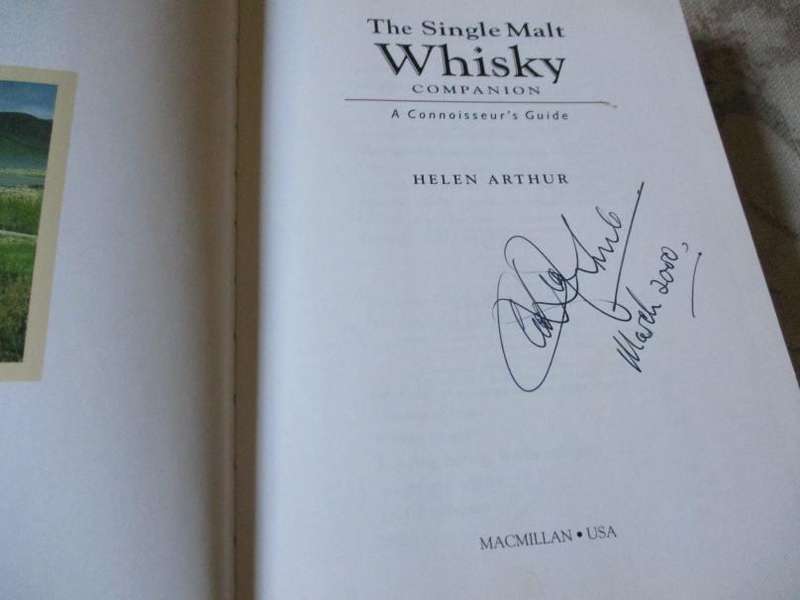 The Single Malt
Whisky
COMPANION
A Connoisseur's Guide
HELEN ARTHUR
March 2000,
MACMILLAN • USA